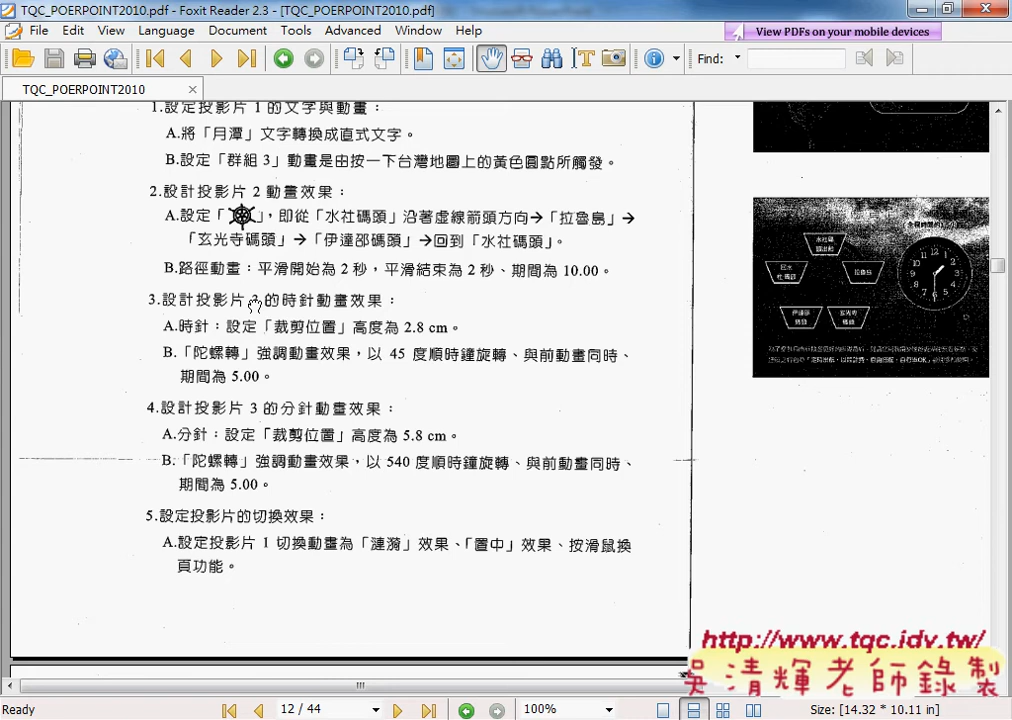 TQC_POERPOINT2010.pdf - Foxit Reader 2.3 - [TQC_POERPOINT2010.pdf]
File Edit View Language Document Tools Advanced Window Help
View PDFs on your mobile devices
Find:
TQC_POERPOINT2010
1.設定投影片 1 的文字與動畫：
A.將「月潭」文字轉換成直式文字。
B.設定「群組 3」動畫是由按一下台灣地圖上的黃色圓點所觸發。
2.設計投影片 2 動畫效果：
A.設定「」，即從「水社碼頭」沿著虛線箭頭方向→「拉魯島」→
「玄光寺碼頭」→「伊達邵碼頭」→回到「水社碼頭」。
B.路徑動畫：平滑開始為 2 秒，平滑結束為 2 秒、期間為 10.00。
3.設計投影片 的時針動畫效果：
A.時針：設定「裁剪位置」高度為 2.8 cm。
B.「陀螺轉」強調動畫效果，以 45 度順時鐘旋轉、與前動畫同時、
期間為 5.00。
4.設計投影片 3 的分針動畫效果：
A.分針：設定「裁剪位置」高度為 5.8 cm。
B.「陀螺轉」強調動畫效果，以 540 度順時鐘旋轉、與前動畫同時、
期間為 5.00。
5.設定投影片的切換效果：
A.設定投影片 1 切換動畫為「漣漪」效果、「置中」效果、按滑鼠換
頁功能。
水社碼
拉魯島
http://www.tqc.idv.tw/
吳清輝老師錄製
Ready
12 / 44
100%
Size: [14.32 * 10.11 in]